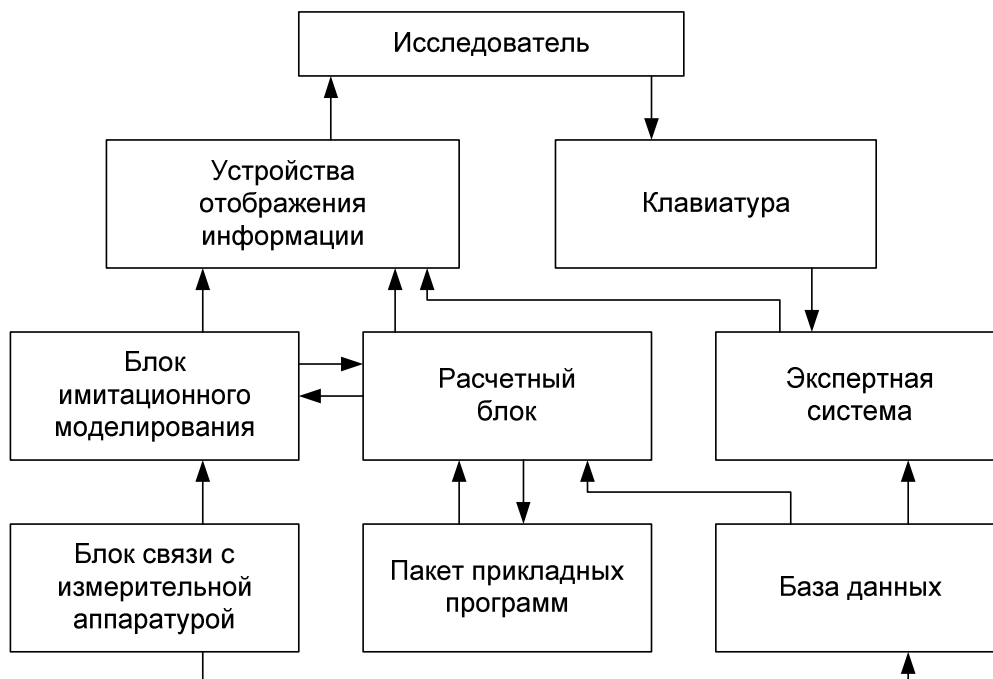 Исследователь
Устройства
отображения
информации
Клавиатура
Блок
имитационного
моделирования
Расчетный
блок
Экспертная
система
Блок связи с
измерительной
аппаратурой
Пакет прикладных
программ
База данных